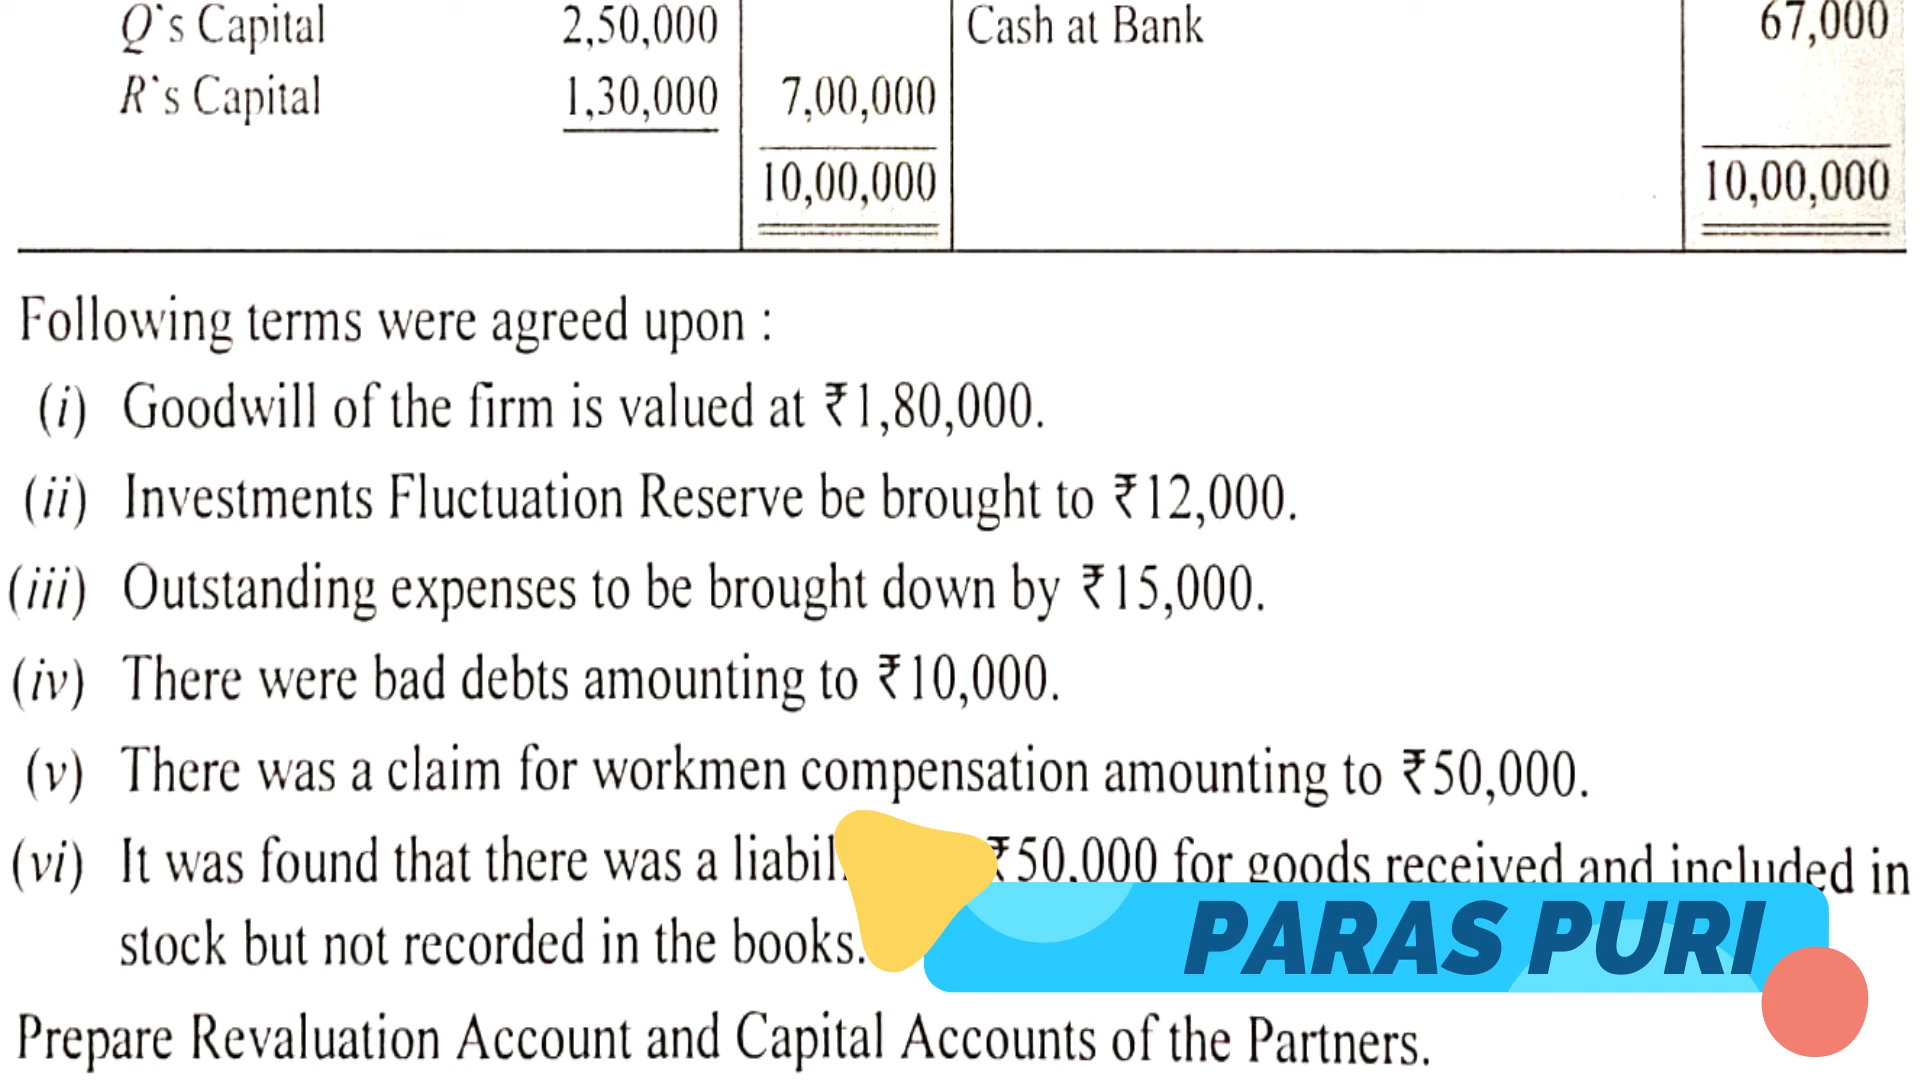 Q's Capital 2,50,000 Cash at Bank 67,000
R's Capital 1,30,000 7,00,000
10,00,000 10,00,000
Following terms were agreed upon :
(i) Goodwill of the firm is valued at ₹1,80,000.
(ii) Investments Fluctuation Reserve be brought to ₹12,000.
(iii) Outstanding expenses to be brought down by ₹15,000.
(iv) There were bad debts amounting to ₹10,000.
(v) There was a claim for workmen compensation amounting to ₹50,000.
(vi) It was found that there was a ₹50,000 for goods received and included in
stock but not recorded in the books.
PARAS PURI
Prepare Revaluation Account and Capital Accounts of the Partners.